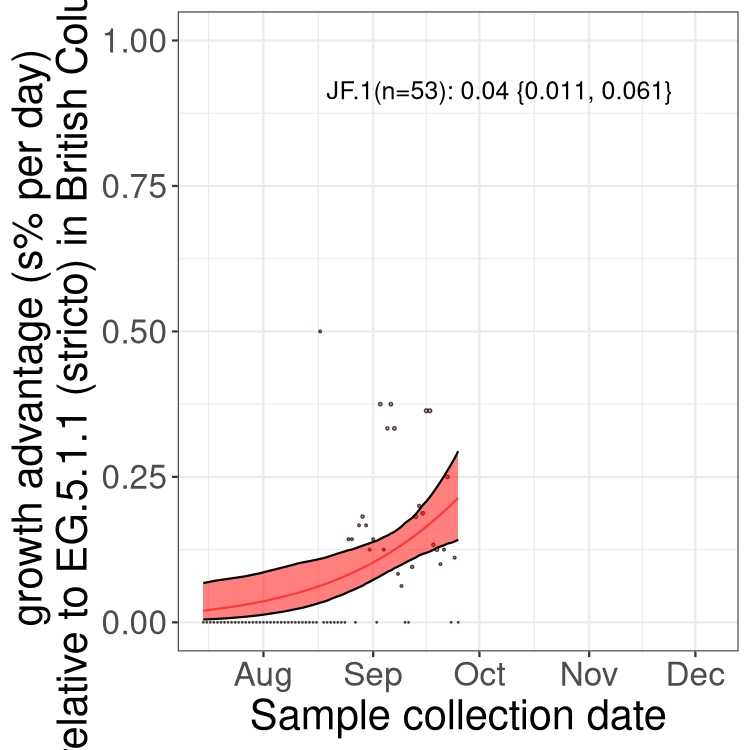 growth advantage (s% per day)
relative to EG.5.1.1 (stricto) in British
1.00
0.75
0.50
0.25
0.00
JF.1(n=53): 0.04 {0.011, 0.061}
Aug Sep Oct Nov Dec
Sample collection date